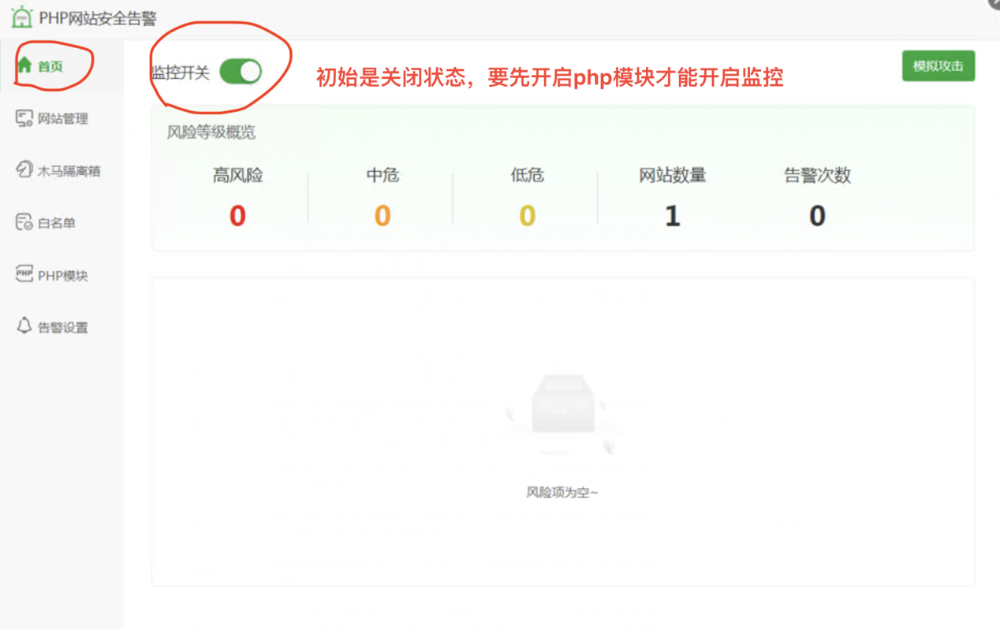 PHP网站安全告警
首页
监控开关
初始是关闭状态，要先开启php模块才能开启监控
模拟攻击
网站管理
木马隔离箱
白名单
PHP模块
告警设置
风险等级概览
高风险 中危 低危 网站数量 告警次数
0 0 0 1 0
风险项为空~